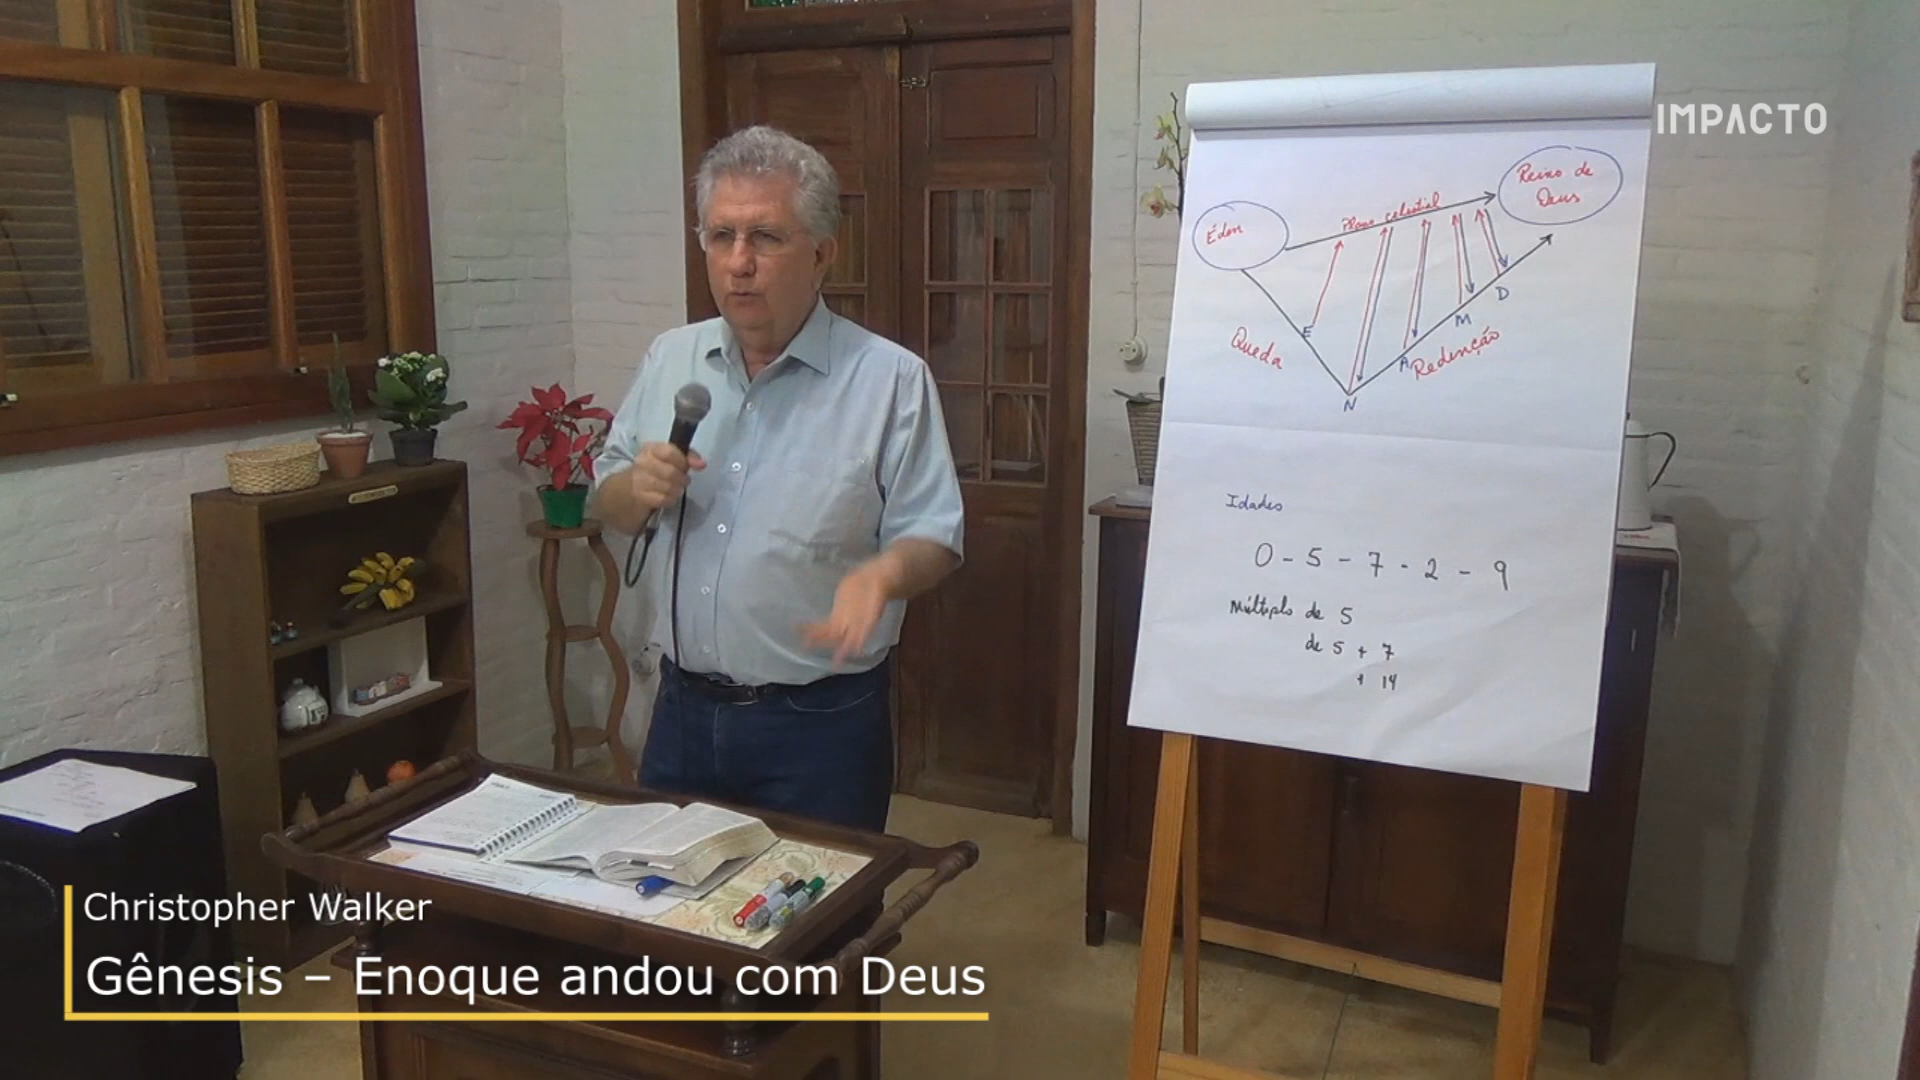 IMPACTO
Reino de
Deus
Plano celestial
Éden
E
D
M
Queda
A
Redenção
N
Idades
0 - 5 - 7 - 2 - 9
Múltiplo de 5
de 5 + 7
+ 14
Christopher Walker
Gênesis – Enoque andou com Deus